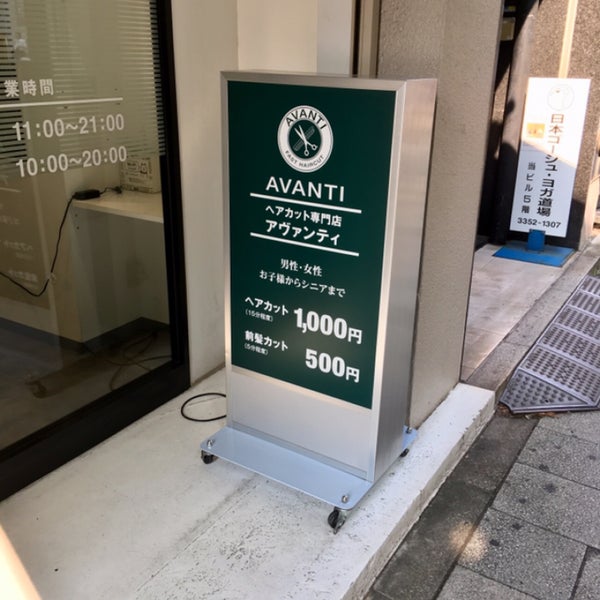 業時間
11:00〜21:00
10:00〜20:00
AVANTI
FAST HAIRCUT
AVANTI
ヘアカット専門店
アヴァンティ
男性・女性
お子様からシニアまで
ヘアカット
(15分程度)
1,000円
前髪カット
(5分程度)
500円
日本コーシュ・ヨガ道場
当ビル5階
3352-1307